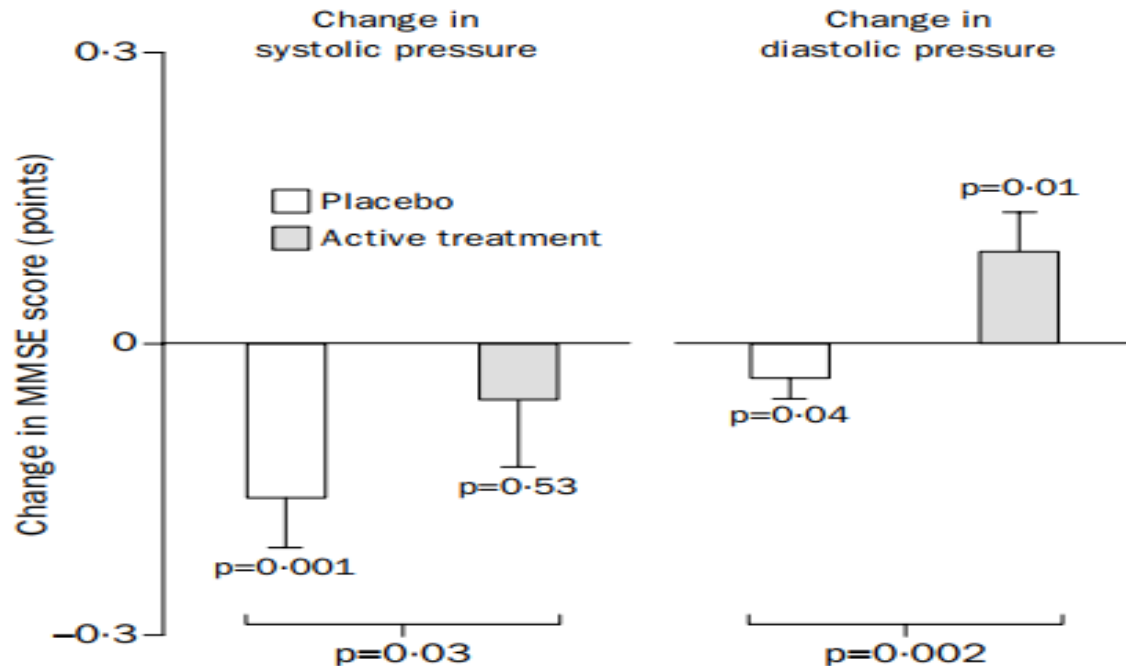 Change in
systolic pressure
Change in
diastolic pressure
0·3
Placebo
Active treatment
p=0·01
Change in MMSE score (points)
0
p=0·04
p=0·53
p=0·001
–0·3
p=0·03
p=0·002